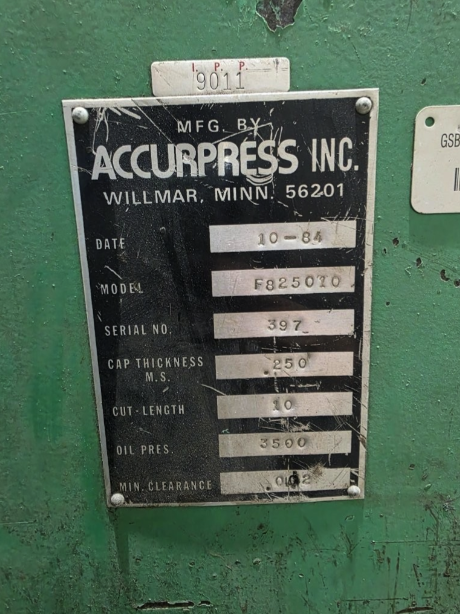 I. P. P.
9011
MFG. BY
ACCURPRESS INC.
WILLMAR, MINN. 56201
DATE 10-84
MODEL F825010
SERIAL NO. 397
CAP THICKNESS M.S. .250
CUT-LENGTH 10
OIL PRES. 3500
MIN. CLEARANCE .002
GSB